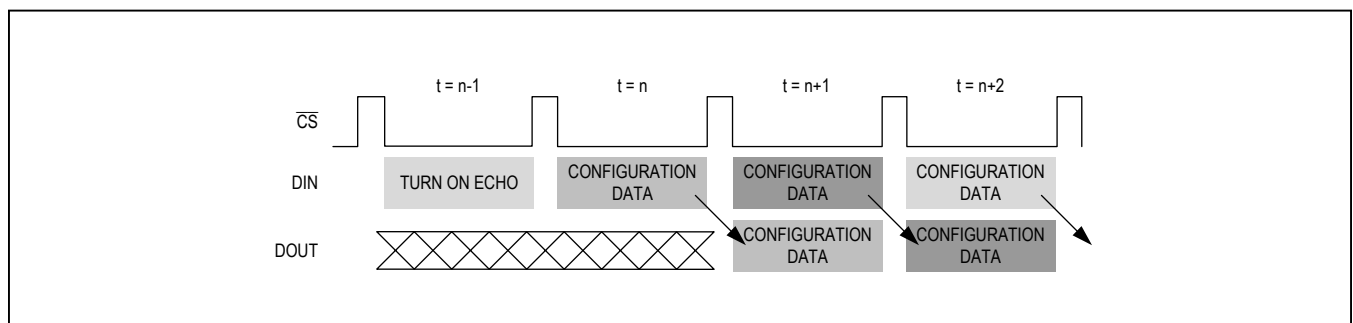 t = n-1 t = n t = n+1 t = n+2
CS
DIN TURN ON ECHO CONFIGURATION DATA CONFIGURATION DATA CONFIGURATION DATA
DOUT CONFIGURATION DATA CONFIGURATION DATA